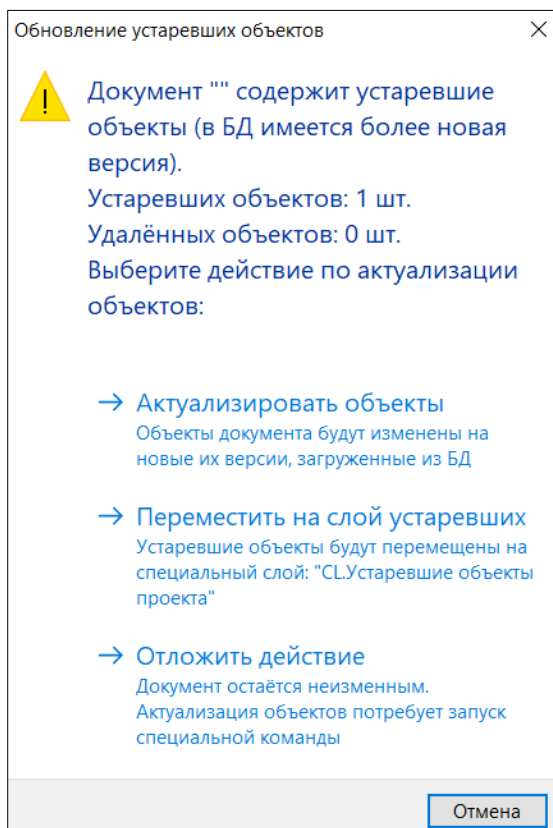 Обновление устаревших объектов
Документ "" содержит устаревшие
объекты (в БД имеется более новая
версия).
Устаревших объектов: 1 шт.
Удалённых объектов: 0 шт.
Выберите действие по актуализации
объектов:
Актуализировать объекты
Объекты документа будут изменены на
новые их версии, загруженные из БД
Переместить на слой устаревших
Устаревшие объекты будут перемещены на
специальный слой: "CL.Устаревшие объекты
проекта"
Отложить действие
Документ остаётся неизменным.
Актуализация объектов потребует запуск
специальной команды
Отмена